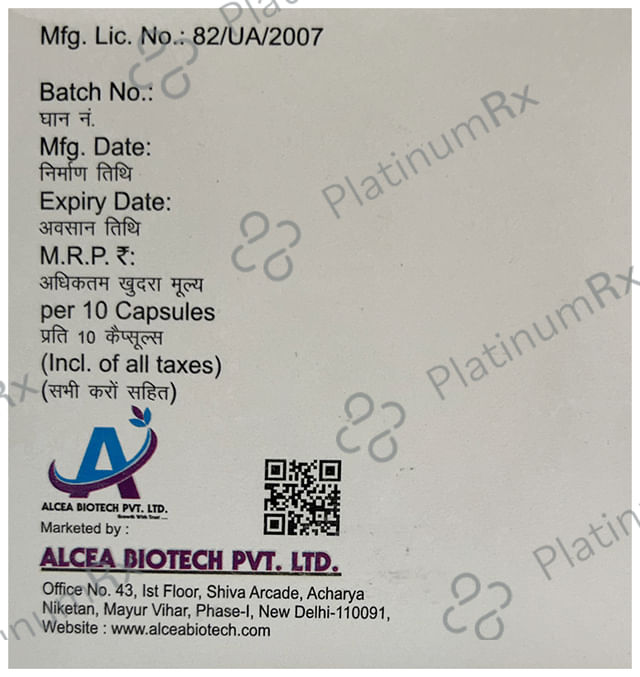 Mfg. Lic. No.: 82/UA/2007
Batch No.:
घान नं.
Mfg. Date:
निर्माण तिथि
Expiry Date:
अवसान तिथि
M.R.P. ₹:
अधिकतम खुदरा मूल्य
per 10 Capsules
प्रति 10 कैप्सूल्स
(Incl. of all taxes)
(सभी करों सहित)
ALCEA BIOTECH PVT. LTD.
Growth With Trust ...
Marketed by :
ALCEA BIOTECH PVT. LTD.
Office No. 43, Ist Floor, Shiva Arcade, Acharya
Niketan, Mayur Vihar, Phase-I, New Delhi-110091,
Website : www.alceabiotech.com
PlatinumRx
PlatinumRx